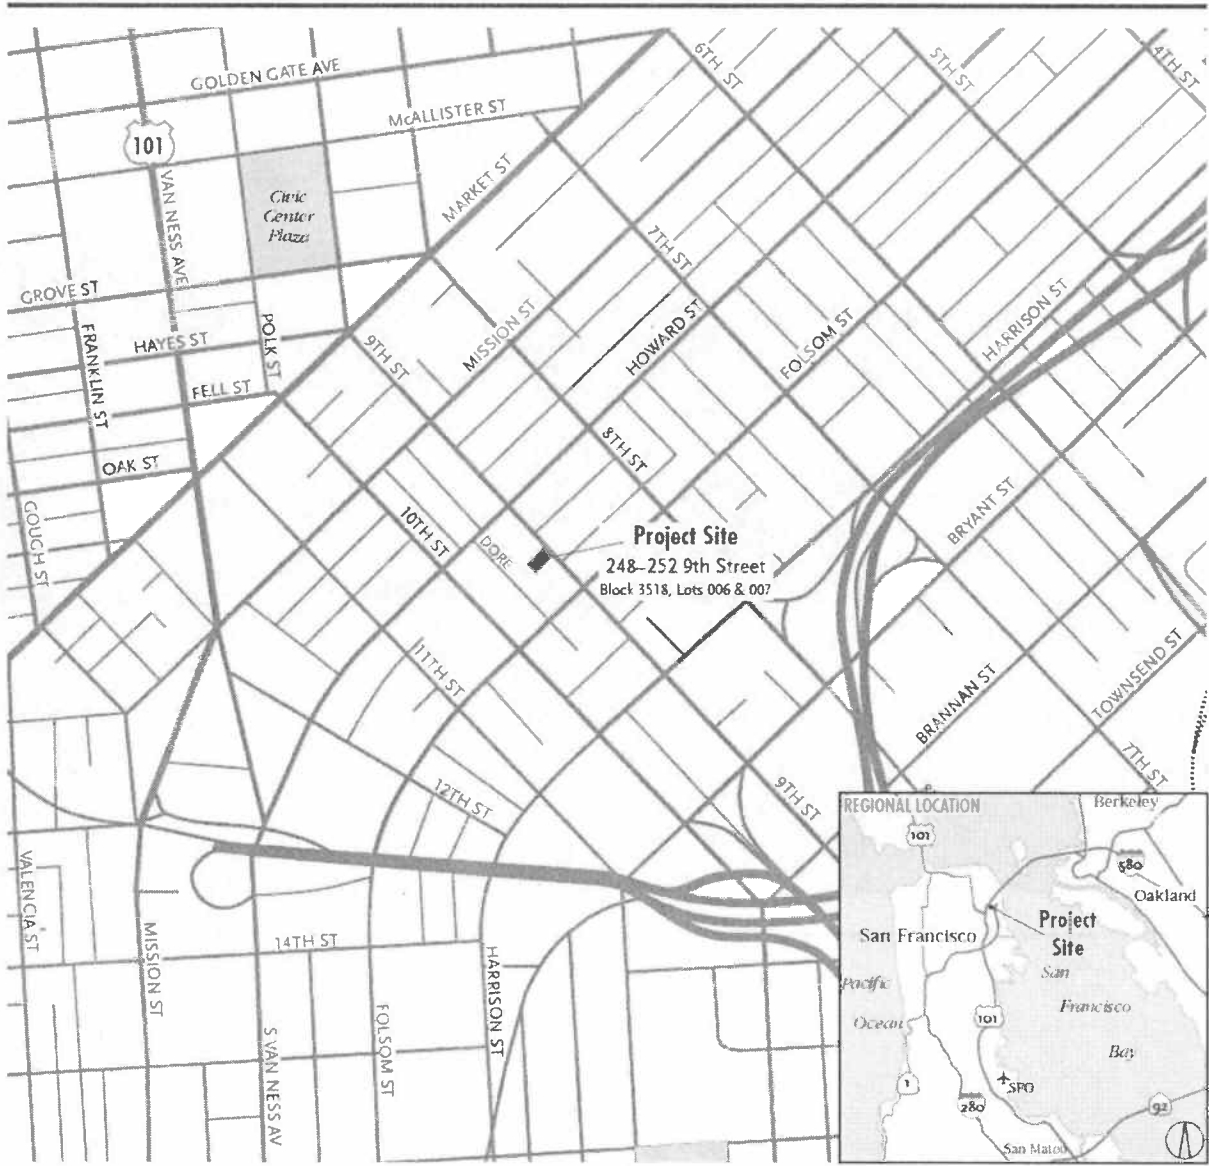 6TH ST
5TH ST
4TH ST
GOLDEN GATE AVE
McALLISTER ST
101
VAN NESS AVE
Civic
Center
Plaza
MARKET ST
7TH ST
GROVE ST
FRANKLIN ST
HAYES ST
POLK ST
FELL ST
OAK ST
GOUGH ST
9TH ST
MISSION ST
HOWARD ST
FOLSOM ST
HARRISON ST
8TH ST
10TH ST
DORE
Project Site
248–252 9th Street
Block 3518, Lots 006 & 007
BRYANT ST
11TH ST
BRANNAN ST
TOWNSEND ST
7TH ST
12TH ST
9TH ST
VALENCIA ST
MISSION ST
14TH ST
S VAN NESS AV
FOLSOM ST
HARRISON ST
REGIONAL LOCATION
Berkeley
101
580
Oakland
Project
Site
San Francisco
San
Francisco
Bay
Pacific
Ocean
101
1
SFO
280
92
San Mateo